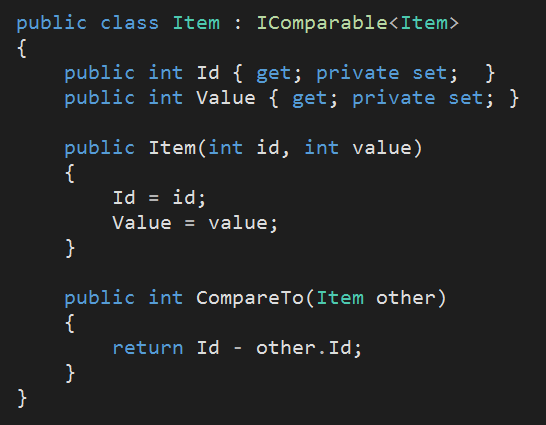 public class Item : IComparable<Item>
{
    public int Id { get; private set;  }
    public int Value { get; private set; }

    public Item(int id, int value)
    {
        Id = id;
        Value = value;
    }

    public int CompareTo(Item other)
    {
        return Id - other.Id;
    }
}